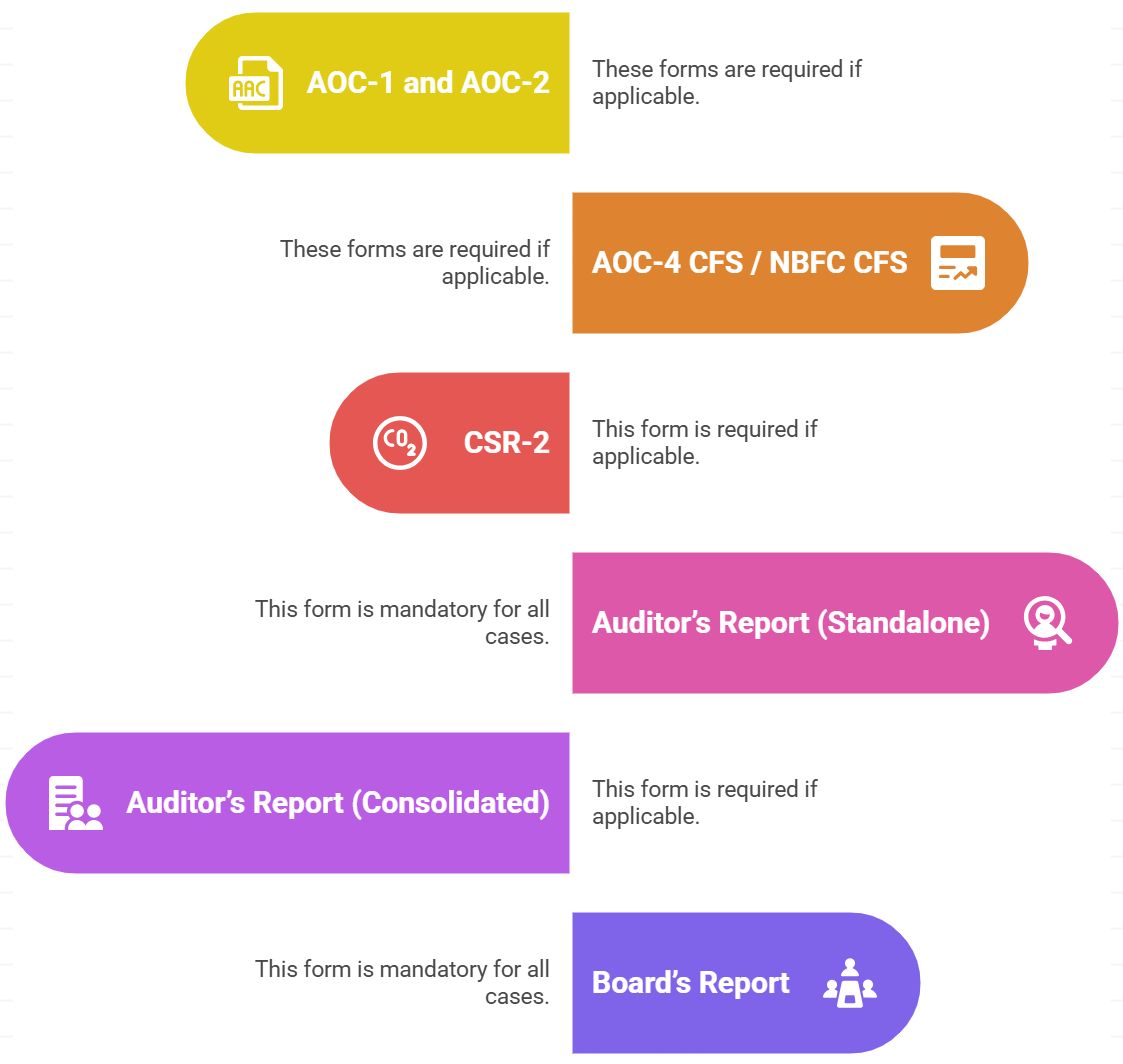 AAC
AOC-1 and AOC-2
These forms are required if
applicable.
These forms are required if
applicable.
AOC-4 CFS / NBFC CFS
CO2
CSR-2
This form is required if
applicable.
This form is mandatory for all
cases.
Auditor’s Report (Standalone)
Auditor’s Report (Consolidated)
This form is required if
applicable.
This form is mandatory for all
cases.
Board’s Report